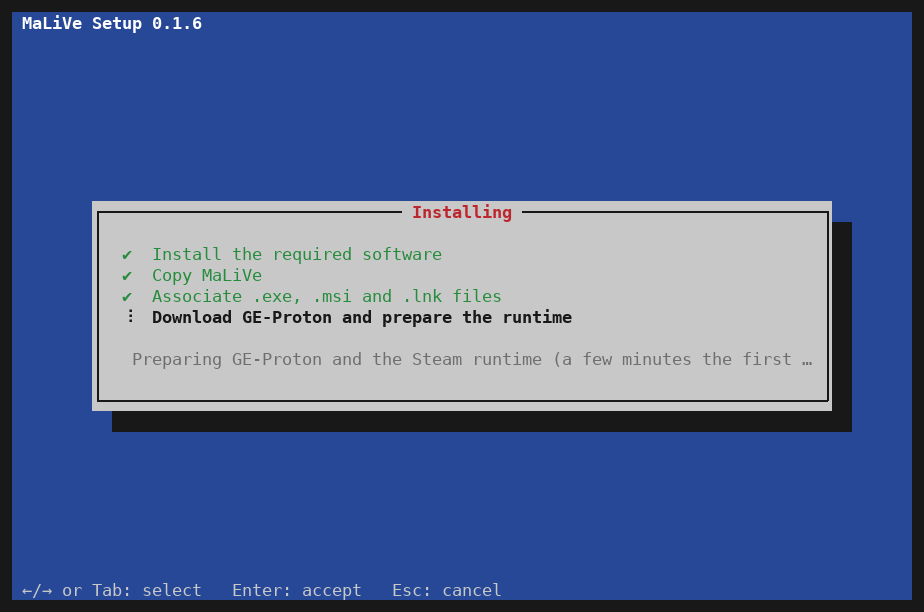 MaLiVe Setup 0.1.6
Installing
✔ Install the required software
✔ Copy MaLiVe
✔ Associate .exe, .msi and .lnk files
Download GE-Proton and prepare the runtime
Preparing GE-Proton and the Steam runtime (a few minutes the first …
←/→ or Tab: select   Enter: accept   Esc: cancel